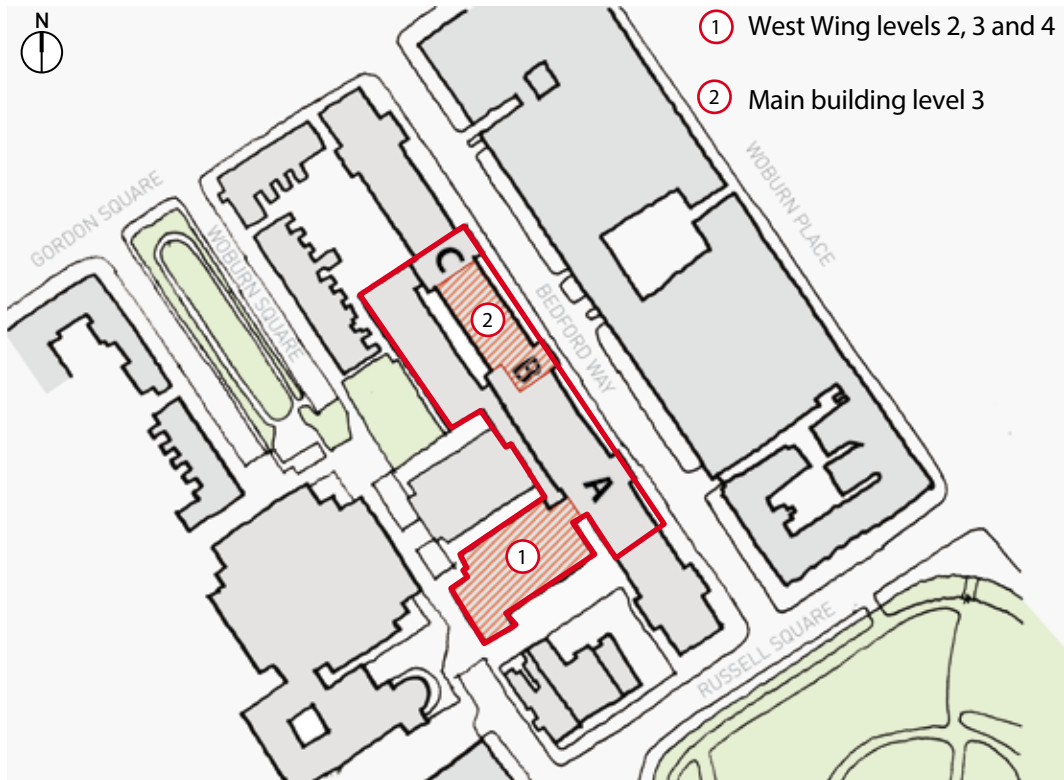 N
1 West Wing levels 2, 3 and 4
2 Main building level 3
WOBURN PLACE
GORDON SQUARE
WOBURN SQUARE
C
2
BEDFORD WAY
B
A
1
RUSSELL SQUARE